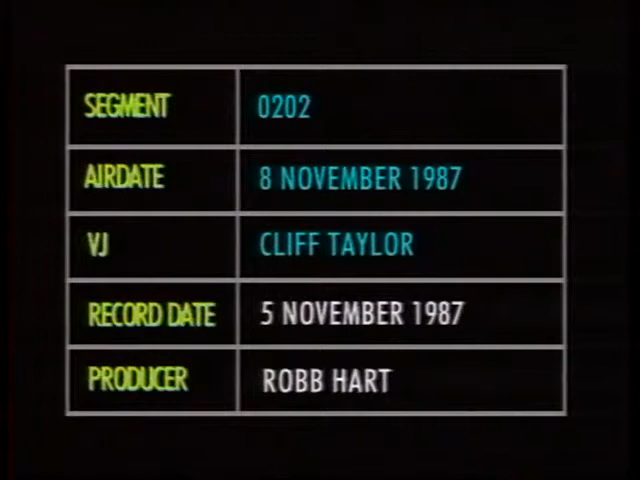 SEGMENT 0202
AIRDATE 8 NOVEMBER 1987
VJ CLIFF TAYLOR
RECORD DATE 5 NOVEMBER 1987
PRODUCER ROBB HART